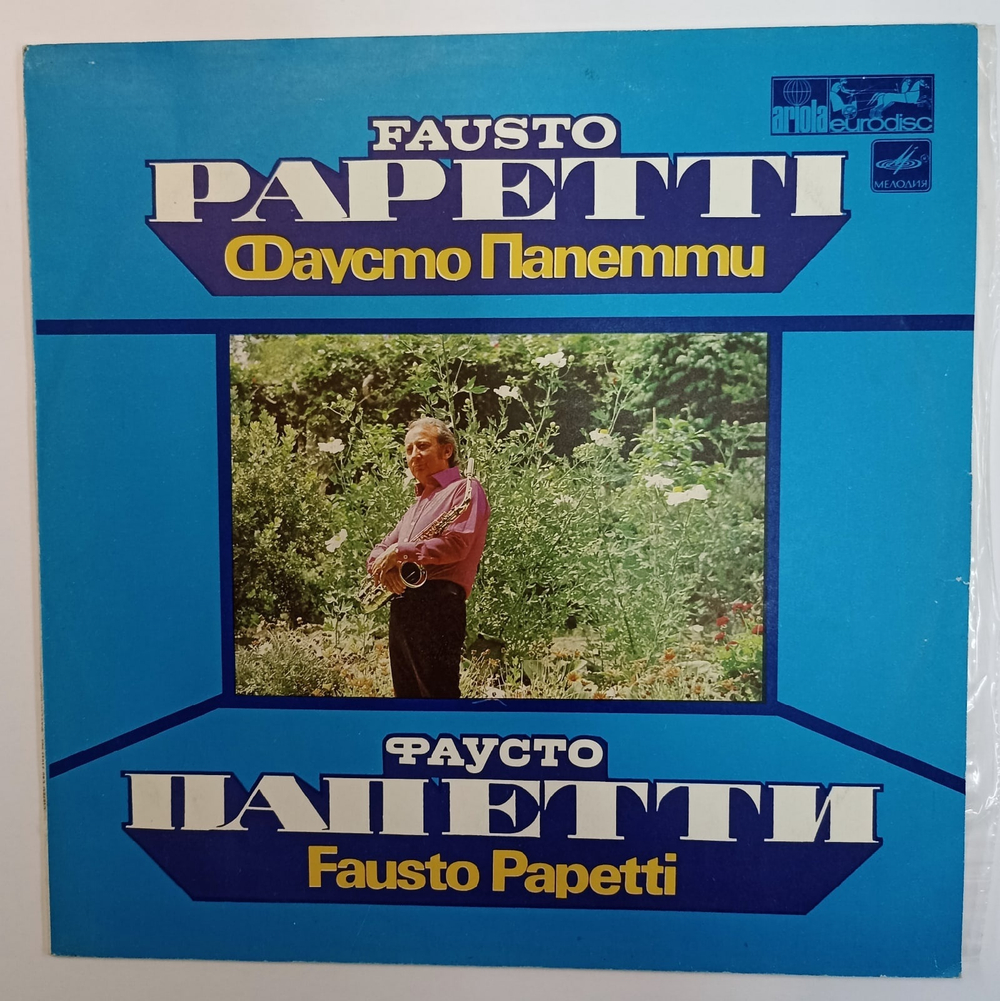 FAUSTO
PAPETTI
Фаусто Папетти
ariola eurodisc
МЕЛОДИЯ
ФАУСТО
ПАПЕТТИ
Fausto Papetti